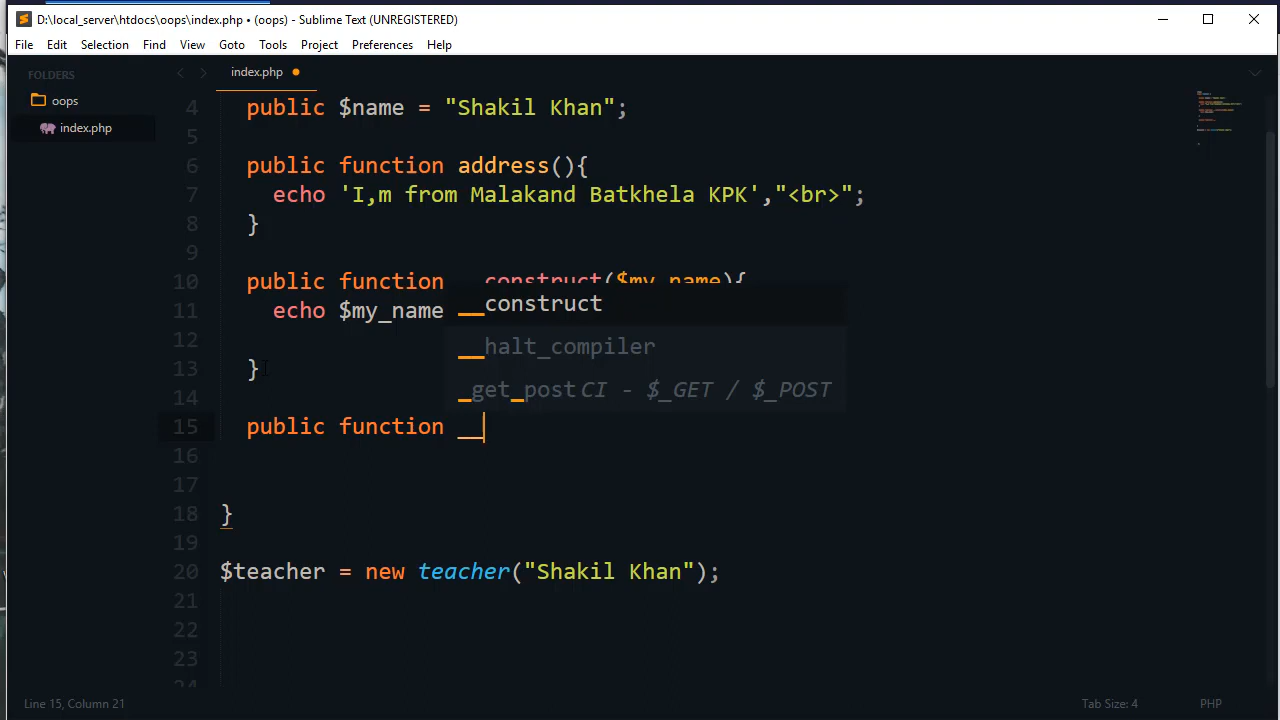 D:\local_server\htdocs\oops\index.php • (oops) - Sublime Text (UNREGISTERED)
File Edit Selection Find View Goto Tools Project Preferences Help
FOLDERS
oops
index.php
index.php
4 public $name = "Shakil Khan";
5
6 public function address(){
7 echo 'I,m from Malakand Batkhela KPK',"<br>";
8 }
9
10 public function __construct($my_name){
11 echo $my_name
12
13 }
14
15 public function __
16
17
18 }
19
20 $teacher = new teacher("Shakil Khan");
21
22
23
24
__construct
__halt_compiler
_get_post CI - $_GET / $_POST
Line 15, Column 21
Tab Size: 4
PHP